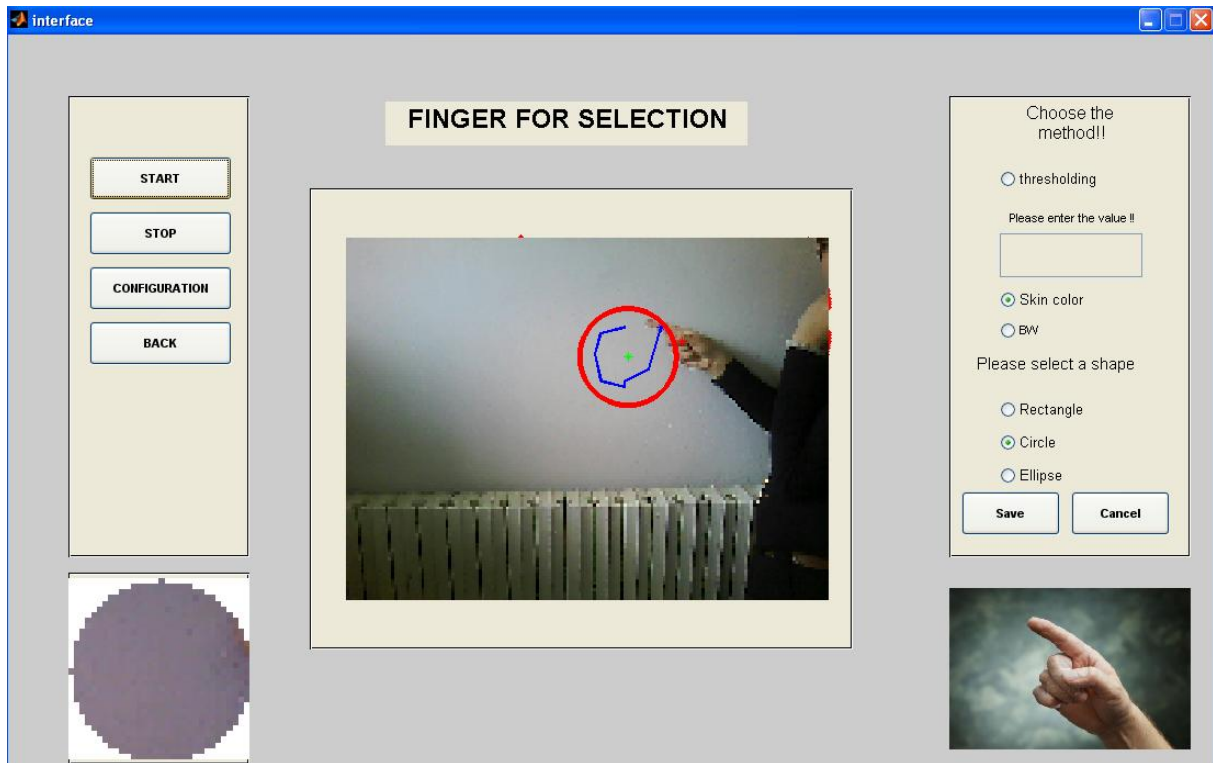 interface
FINGER FOR SELECTION
START
STOP
CONFIGURATION
BACK
Choose the
method!!
thresholding
Please enter the value !!
Skin color
BW
Please select a shape
Rectangle
Circle
Ellipse
Save
Cancel